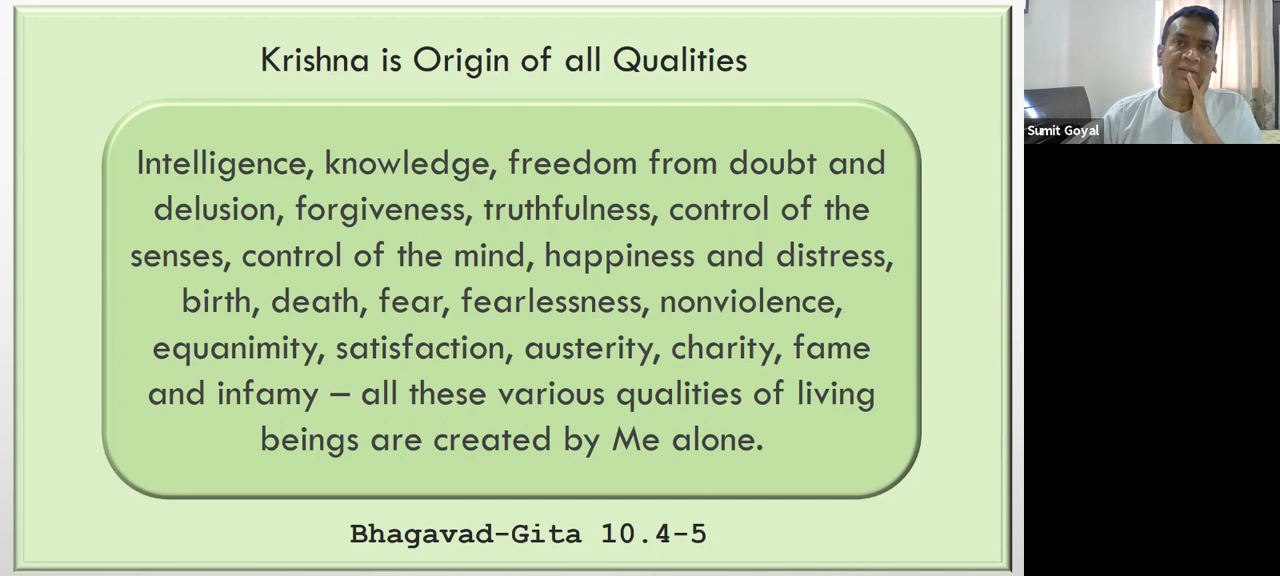 Krishna is Origin of all Qualities
Intelligence, knowledge, freedom from doubt and
delusion, forgiveness, truthfulness, control of the
senses, control of the mind, happiness and distress,
birth, death, fear, fearlessness, nonviolence,
equanimity, satisfaction, austerity, charity, fame
and infamy – all these various qualities of living
beings are created by Me alone.
Bhagavad-Gita 10.4-5
Sumit Goyal